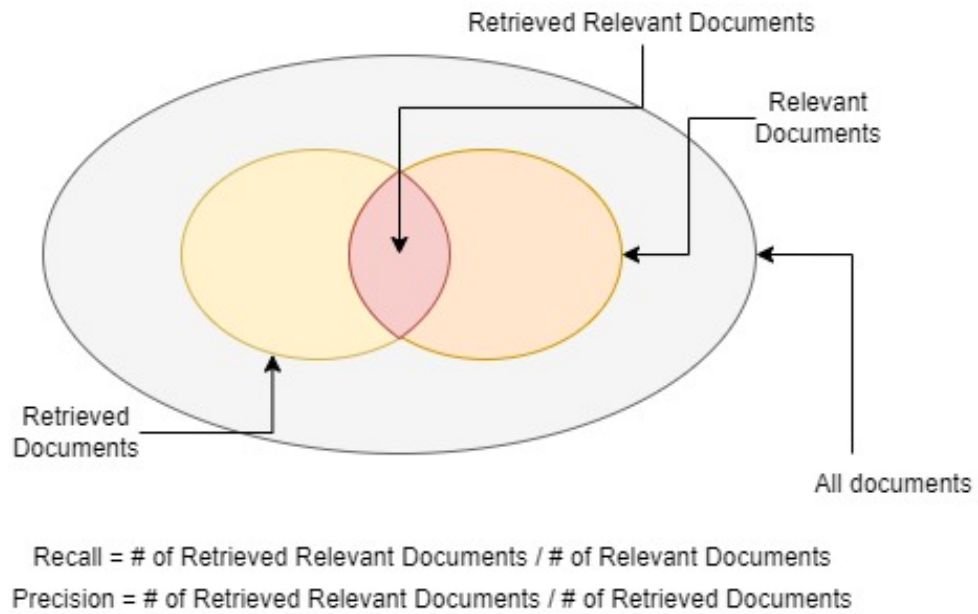 Retrieved Relevant Documents
Relevant
Documents
Retrieved
Documents
All documents
Recall = # of Retrieved Relevant Documents / # of Relevant Documents
Precision = # of Retrieved Relevant Documents / # of Retrieved Documents